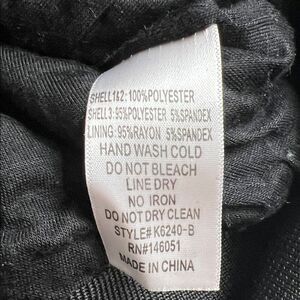 SHELL1&2:100%POLYESTER
SHELL3:95%POLYESTER 5%SPANDEX
LINING:95%RAYON 5%SPANDEX
HAND WASH COLD
DO NOT BLEACH
LINE DRY
NO IRON
DO NOT DRY CLEAN
STYLE#K6240-B
RN#146051
MADE IN CHINA